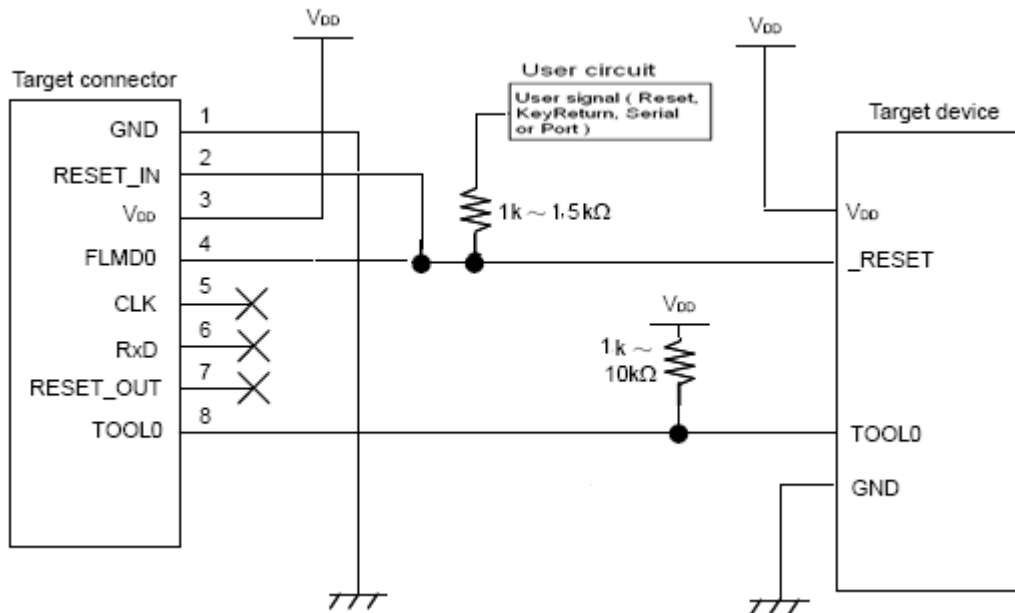 VDD
VDD
User circuit
Target connector
User signal ( Reset,
KeyReturn, Serial
or Port )
Target device
GND
1
RESET_IN
2
VDD
3
1k ~ 1.5kΩ
VDD
FLMD0
4
_RESET
CLK
5
RxD
6
VDD
1k ~
10kΩ
RESET_OUT
7
TOOL0
8
TOOL0
GND